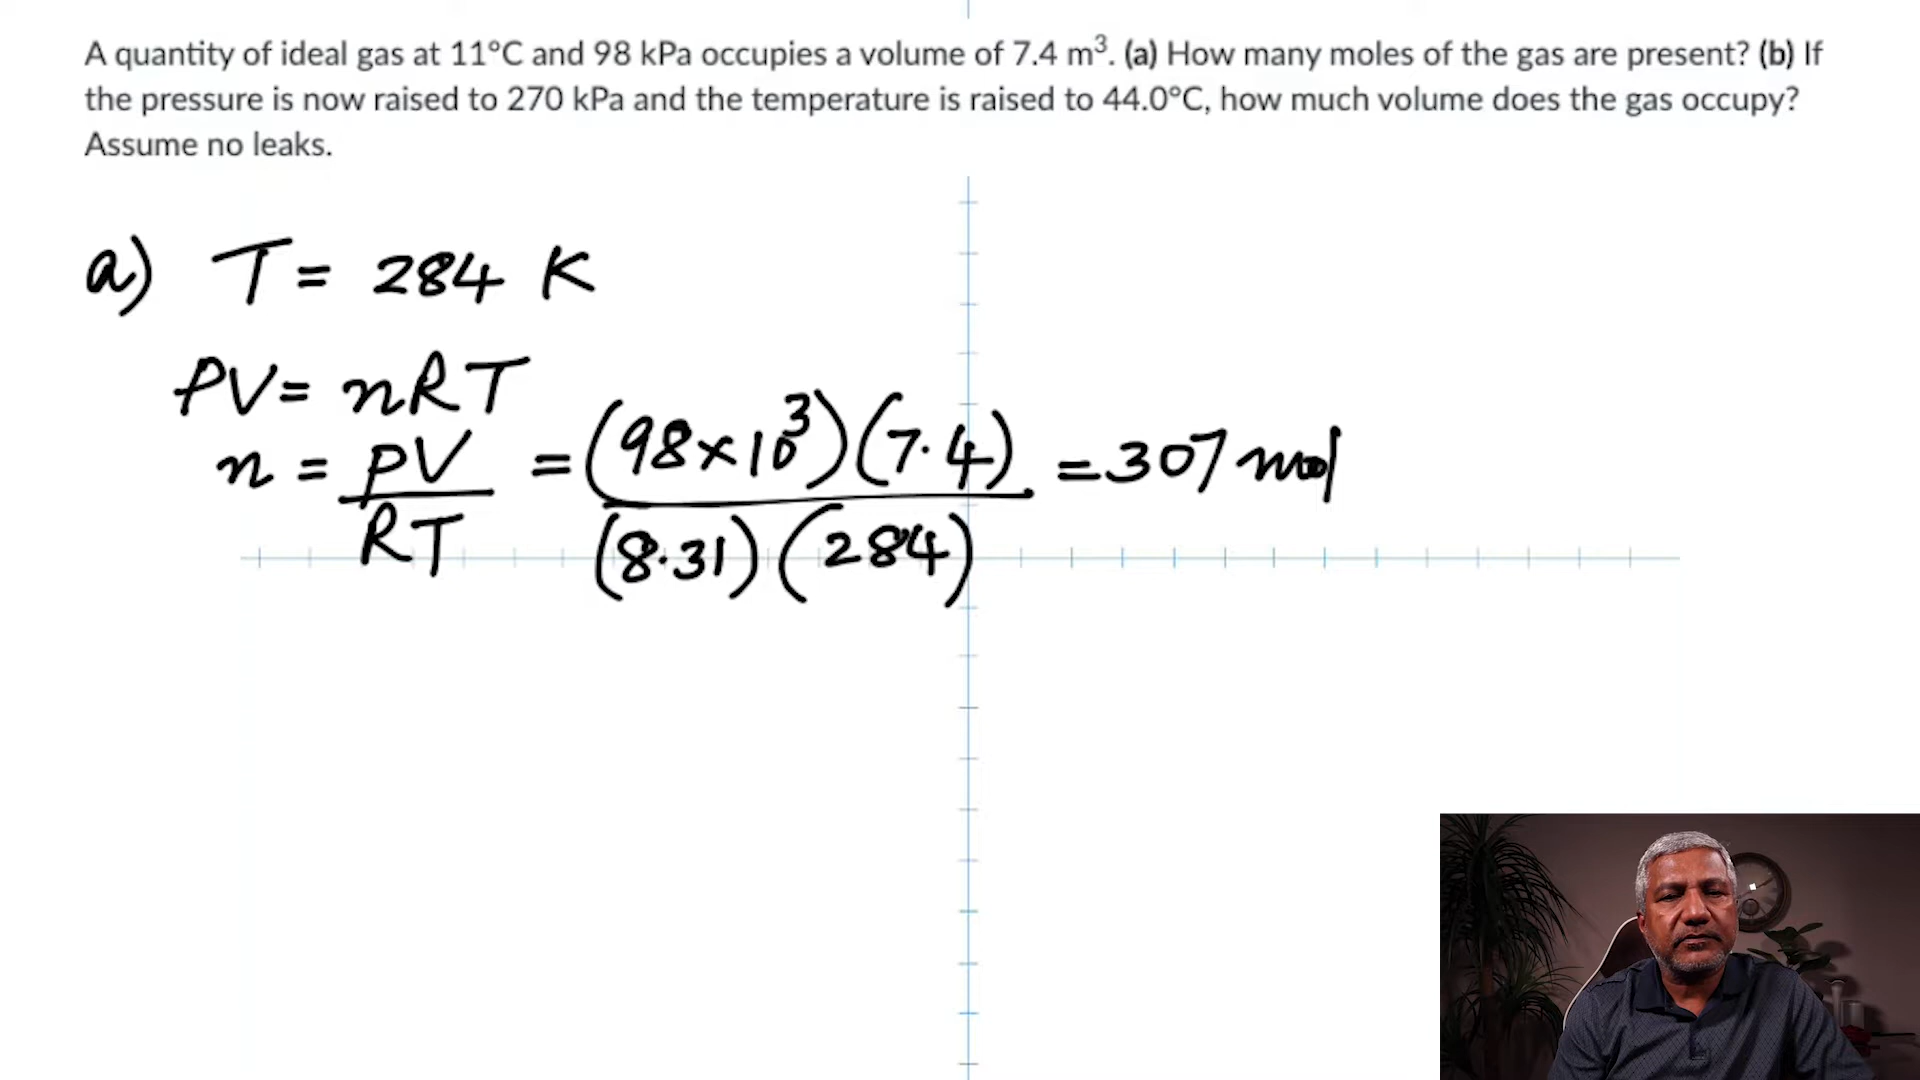 A quantity of ideal gas at 11°C and 98 kPa occupies a volume of 7.4 m³. (a) How many moles of the gas are present? (b) If
the pressure is now raised to 270 kPa and the temperature is raised to 44.0°C, how much volume does the gas occupy?
Assume no leaks.
a) T = 284 K
PV = nRT
n = PV/RT = (98×10³)(7.4)/(8.31)(284) = 307 mol